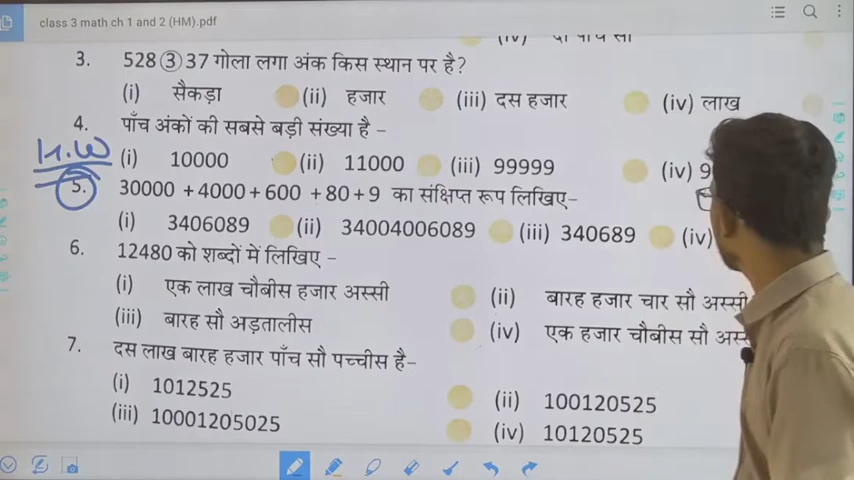 class 3 math ch 1 and 2 (HM).pdf
3. 528 ③ 37 गोला लगा अंक किस स्थान पर है?
(i) सैकड़ा (ii) हजार (iii) दस हजार (iv) लाख
4. पाँच अंकों की सबसे बड़ी संख्या है –
H.W (i) 10000 (ii) 11000 (iii) 99999 (iv) 9
5. 30000 + 4000 + 600 + 80 + 9 का संक्षिप्त रूप लिखिए–
(i) 3406089 (ii) 34004006089 (iii) 340689 (iv)
6. 12480 को शब्दों में लिखिए –
(i) एक लाख चौबीस हजार अस्सी (ii) बारह हजार चार सौ अस्सी
(iii) बारह सौ अड़तालीस (iv) एक हजार चौबीस सौ
7. दस लाख बारह हजार पाँच सौ पच्चीस है–
(i) 1012525 (ii) 100120525
(iii) 10001205025 (iv) 10120525